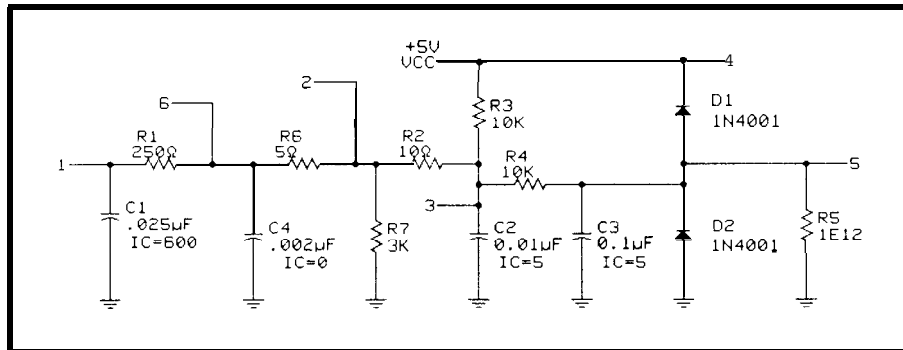 +5V
VCC
4
2
6
R3
10K
D1
1N4001
R1
250Ω
R6
5Ω
R2
10Ω
R4
10K
1
5
3
C1
.025µF
IC=600
C4
.002µF
IC=0
R7
3K
C2
0.01µF
IC=5
C3
0.1µF
IC=5
D2
1N4001
R5
1E12